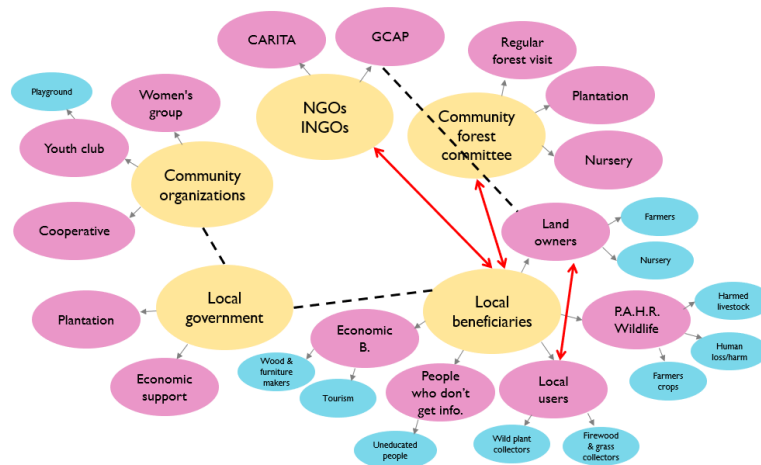 CARITA
GCAP
Regular
forest visit
Playground
Women's
group
NGOs
INGOs
Community
forest
committee
Plantation
Youth club
Nursery
Community
organizations
Cooperative
Land
owners
Farmers
Nursery
Local
government
Local
beneficiaries
Plantation
Economic
B.
P.A.H.R.
Wildlife
Harmed
livestock
Human
loss/harm
Wood &
furniture
makers
Economic
support
Tourism
People
who don't
get info.
Local
users
Farmers
crops
Uneducated
people
Wild plant
collectors
Firewood
& grass
collectors